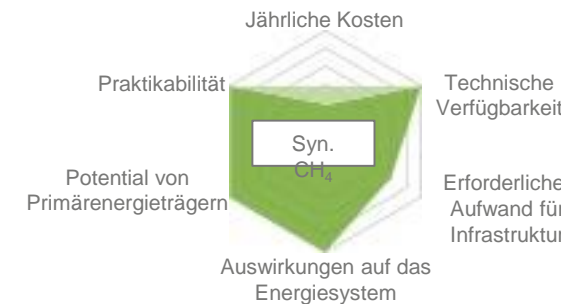 Jährliche Kosten
Praktikabilität
Technische
Verfügbarkeit
Syn.
CH₄
Potential von
Primärenergieträgern
Erforderliche
Aufwand für
Infrastruktur
Auswirkungen auf das
Energiesystem